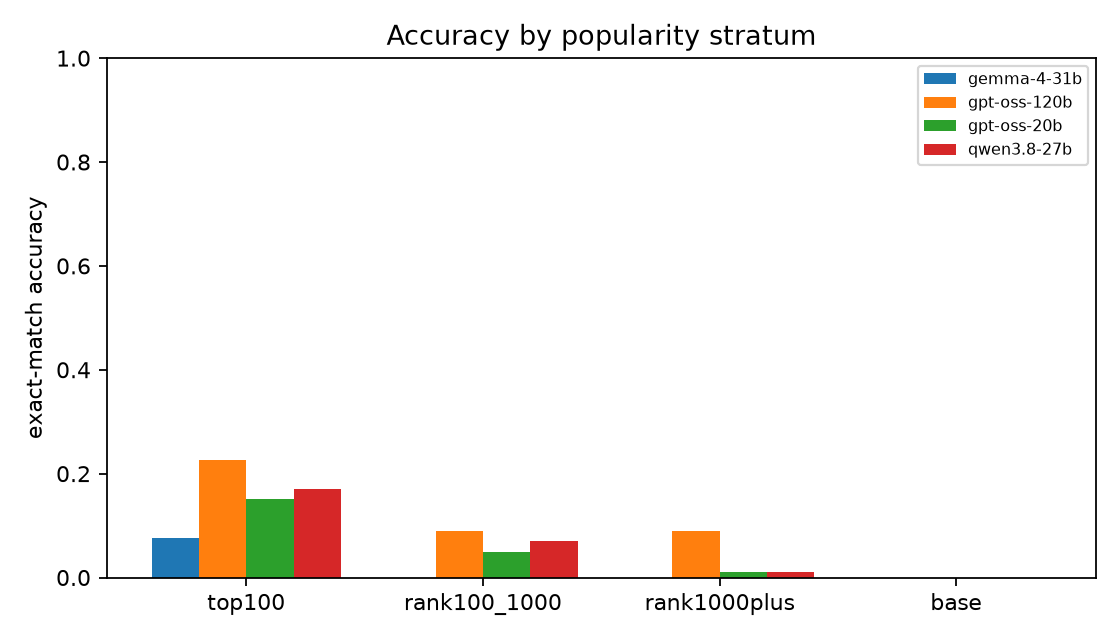 Accuracy by popularity stratum
1.0
0.8
0.6
0.4
0.2
0.0
exact-match accuracy
gemma-4-31b
gpt-oss-120b
gpt-oss-20b
qwen3.8-27b
top100
rank100_1000
rank1000plus
base